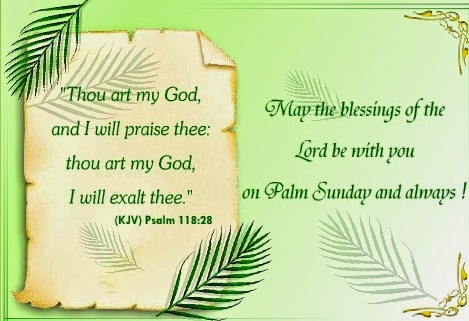 "Thou art my God,
and I will praise thee:
thou art my God,
I will exalt thee."
(KJV) Psalm 118:28
May the blessings of the
Lord be with you
on Palm Sunday and always !